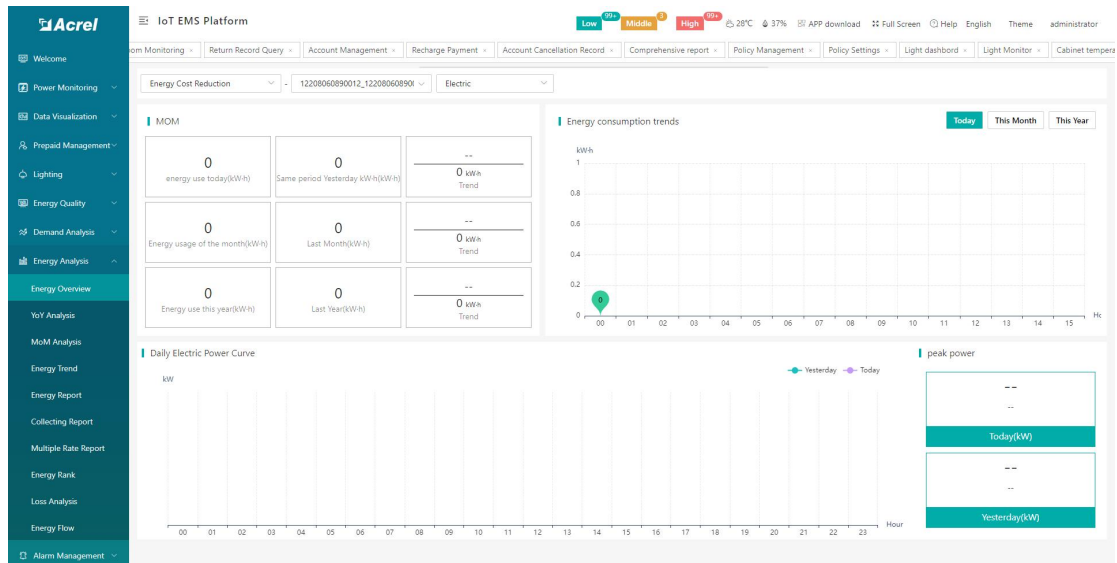 Acrel
IoT EMS Platform
Low 99+ Middle 3 High 99+ 28℃ 37% APP download Full Screen Help English Theme administrator
om Monitoring × Return Record Query × Account Management × Recharge Payment × Account Cancellation Record × Comprehensive report × Policy Management × Policy Settings × Light dashbord × Light Monitor × Cabinet tempera
Welcome
Power Monitoring
Data Visualization
Prepaid Management
Lighting
Energy Quality
Demand Analysis
Energy Analysis
Energy Overview
YoY Analysis
MoM Analysis
Energy Trend
Energy Report
Collecting Report
Multiple Rate Report
Energy Rank
Loss Analysis
Energy Flow
Alarm Management
Energy Cost Reduction - 12208060890012_1220806089 Electric
MOM
0
energy use today(kW·h)
0
Same period Yesterday kW·h(kW·h)
--
0 kW·h
Trend
0
Energy usage of the month(kW·h)
0
Last Month(kW·h)
--
0 kW·h
Trend
0
Energy use this year(kW·h)
0
Last Year(kW·h)
--
0 kW·h
Trend
Energy consumption trends
Today This Month This Year
kW·h
1
0.8
0.6
0.4
0.2
0
0
00 01 02 03 04 05 06 07 08 09 10 11 12 13 14 15 Hc
Daily Electric Power Curve
Yesterday Today
kW
00 01 02 03 04 05 06 07 08 09 10 11 12 13 14 15 16 17 18 19 20 21 22 23 Hour
peak power
--
--
Today(kW)
--
--
Yesterday(kW)